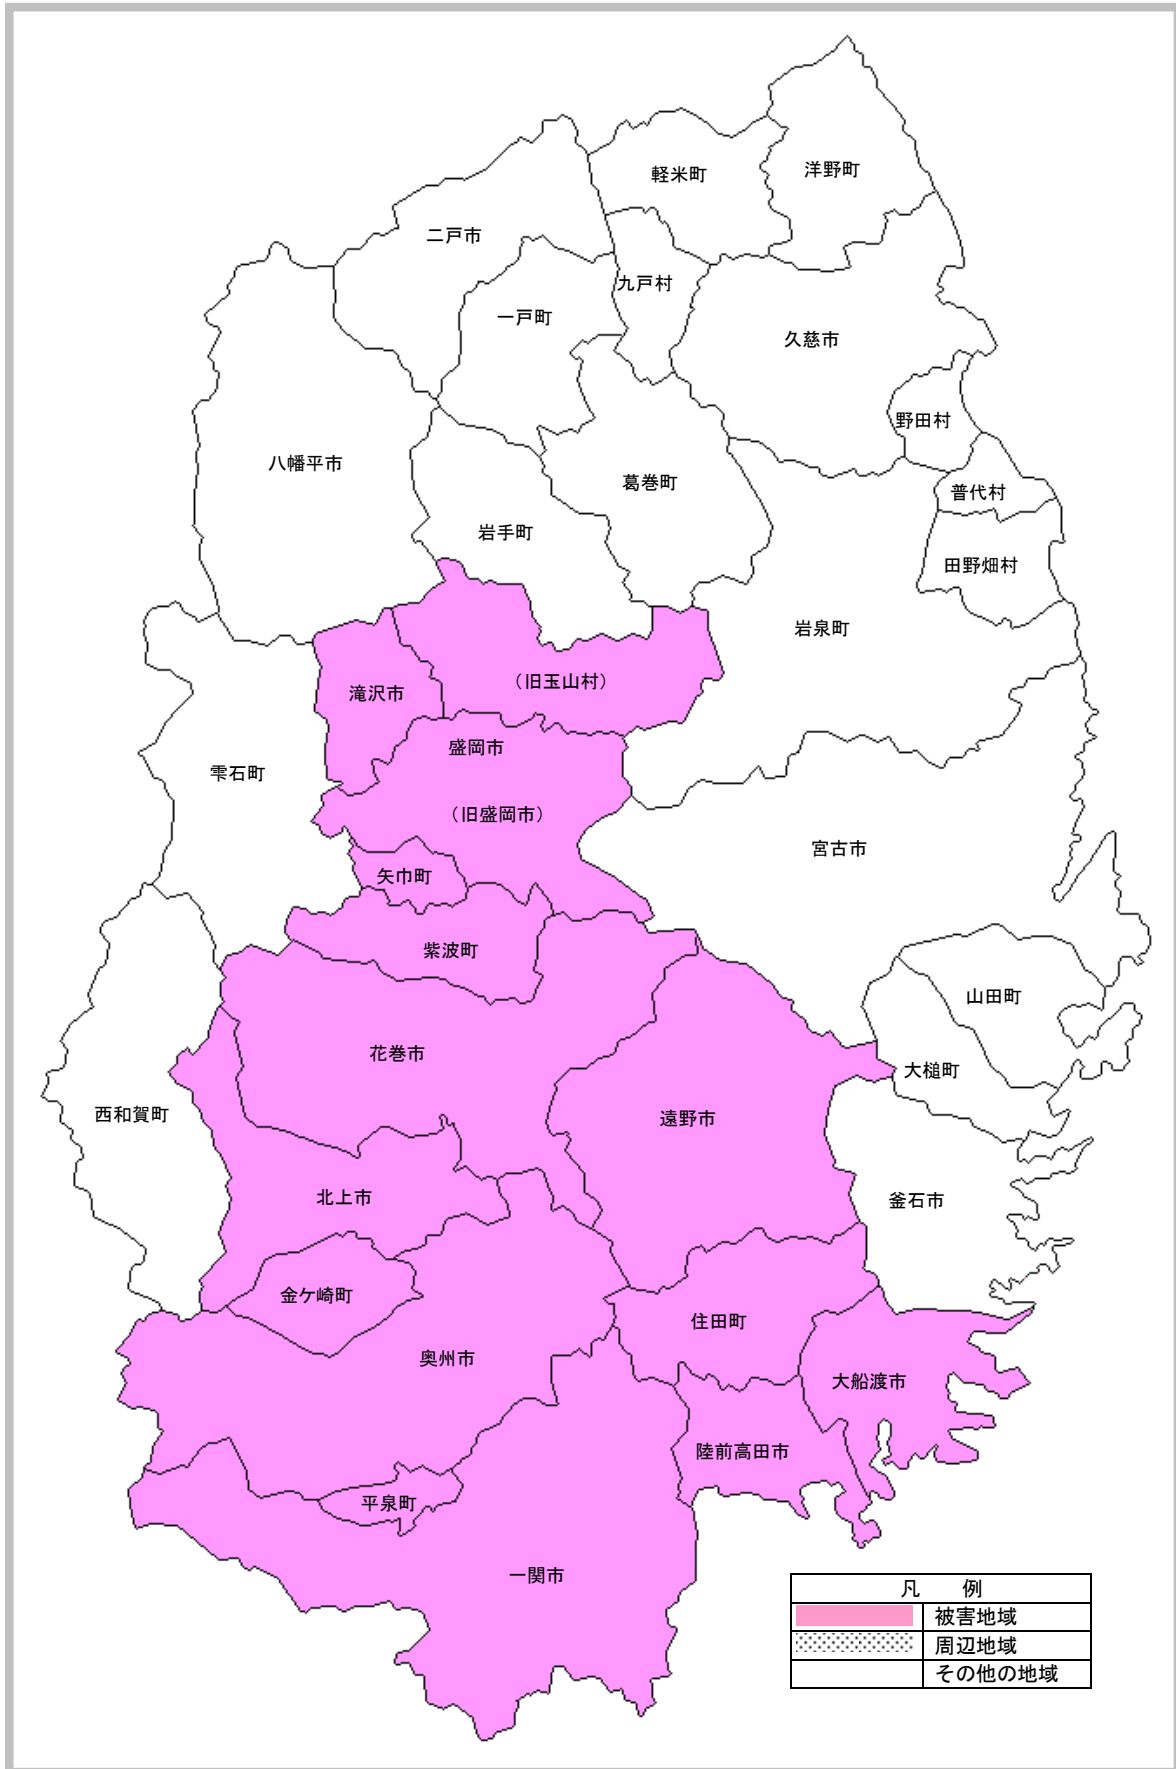 洋野町
軽米町
二戸市
九戸村
一戸町
久慈市
野田村
八幡平市
葛巻町
普代村
岩手町
田野畑村
岩泉町
（旧玉山村）
滝沢市
盛岡市
雫石町
（旧盛岡市）
宮古市
矢巾町
紫波町
山田町
花巻市
大槌町
西和賀町
遠野市
北上市
釜石市
金ケ崎町
住田町
奥州市
大船渡市
陸前高田市
平泉町
一関市
凡　例
被害地域
周辺地域
その他の地域